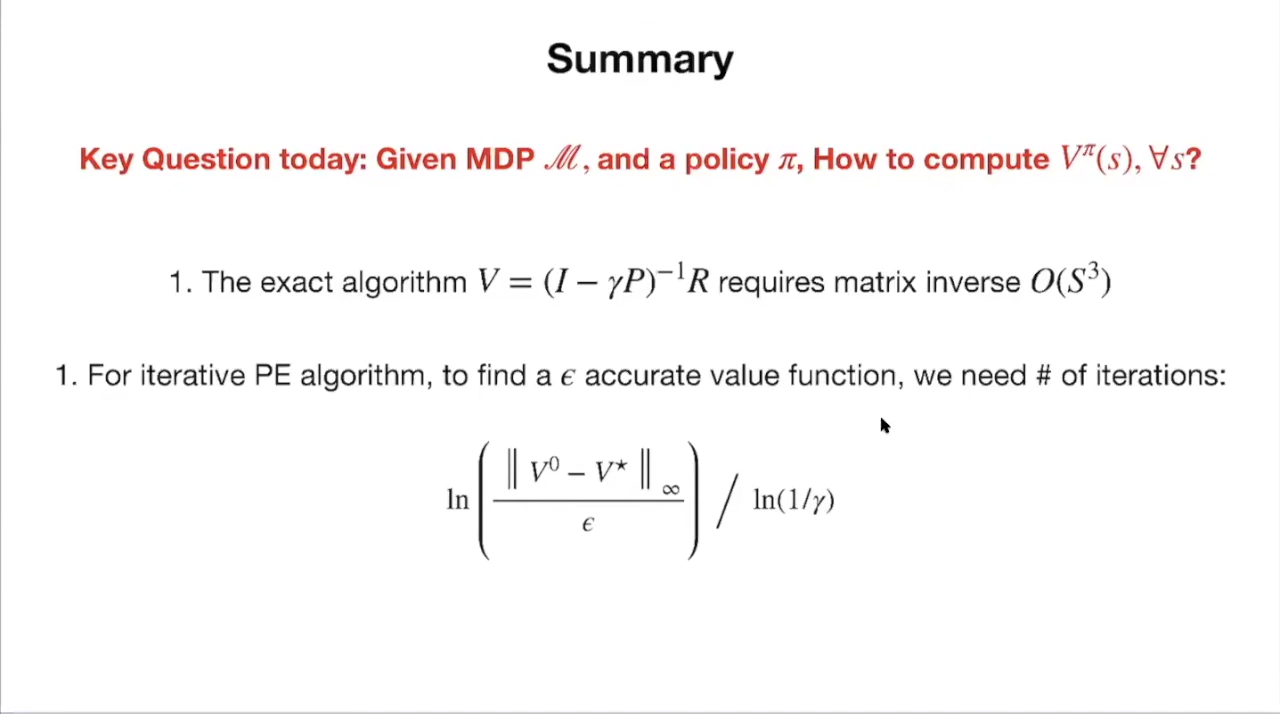 Summary
Key Question today: Given MDP ℳ, and a policy π, How to compute V^π(s), ∀s?
1. The exact algorithm V = (I − γP)^{−1}R requires matrix inverse O(S^3)
1. For iterative PE algorithm, to find a ϵ accurate value function, we need # of iterations:
ln( ‖ V^0 − V^⋆ ‖_∞ / ϵ ) / ln(1/γ)